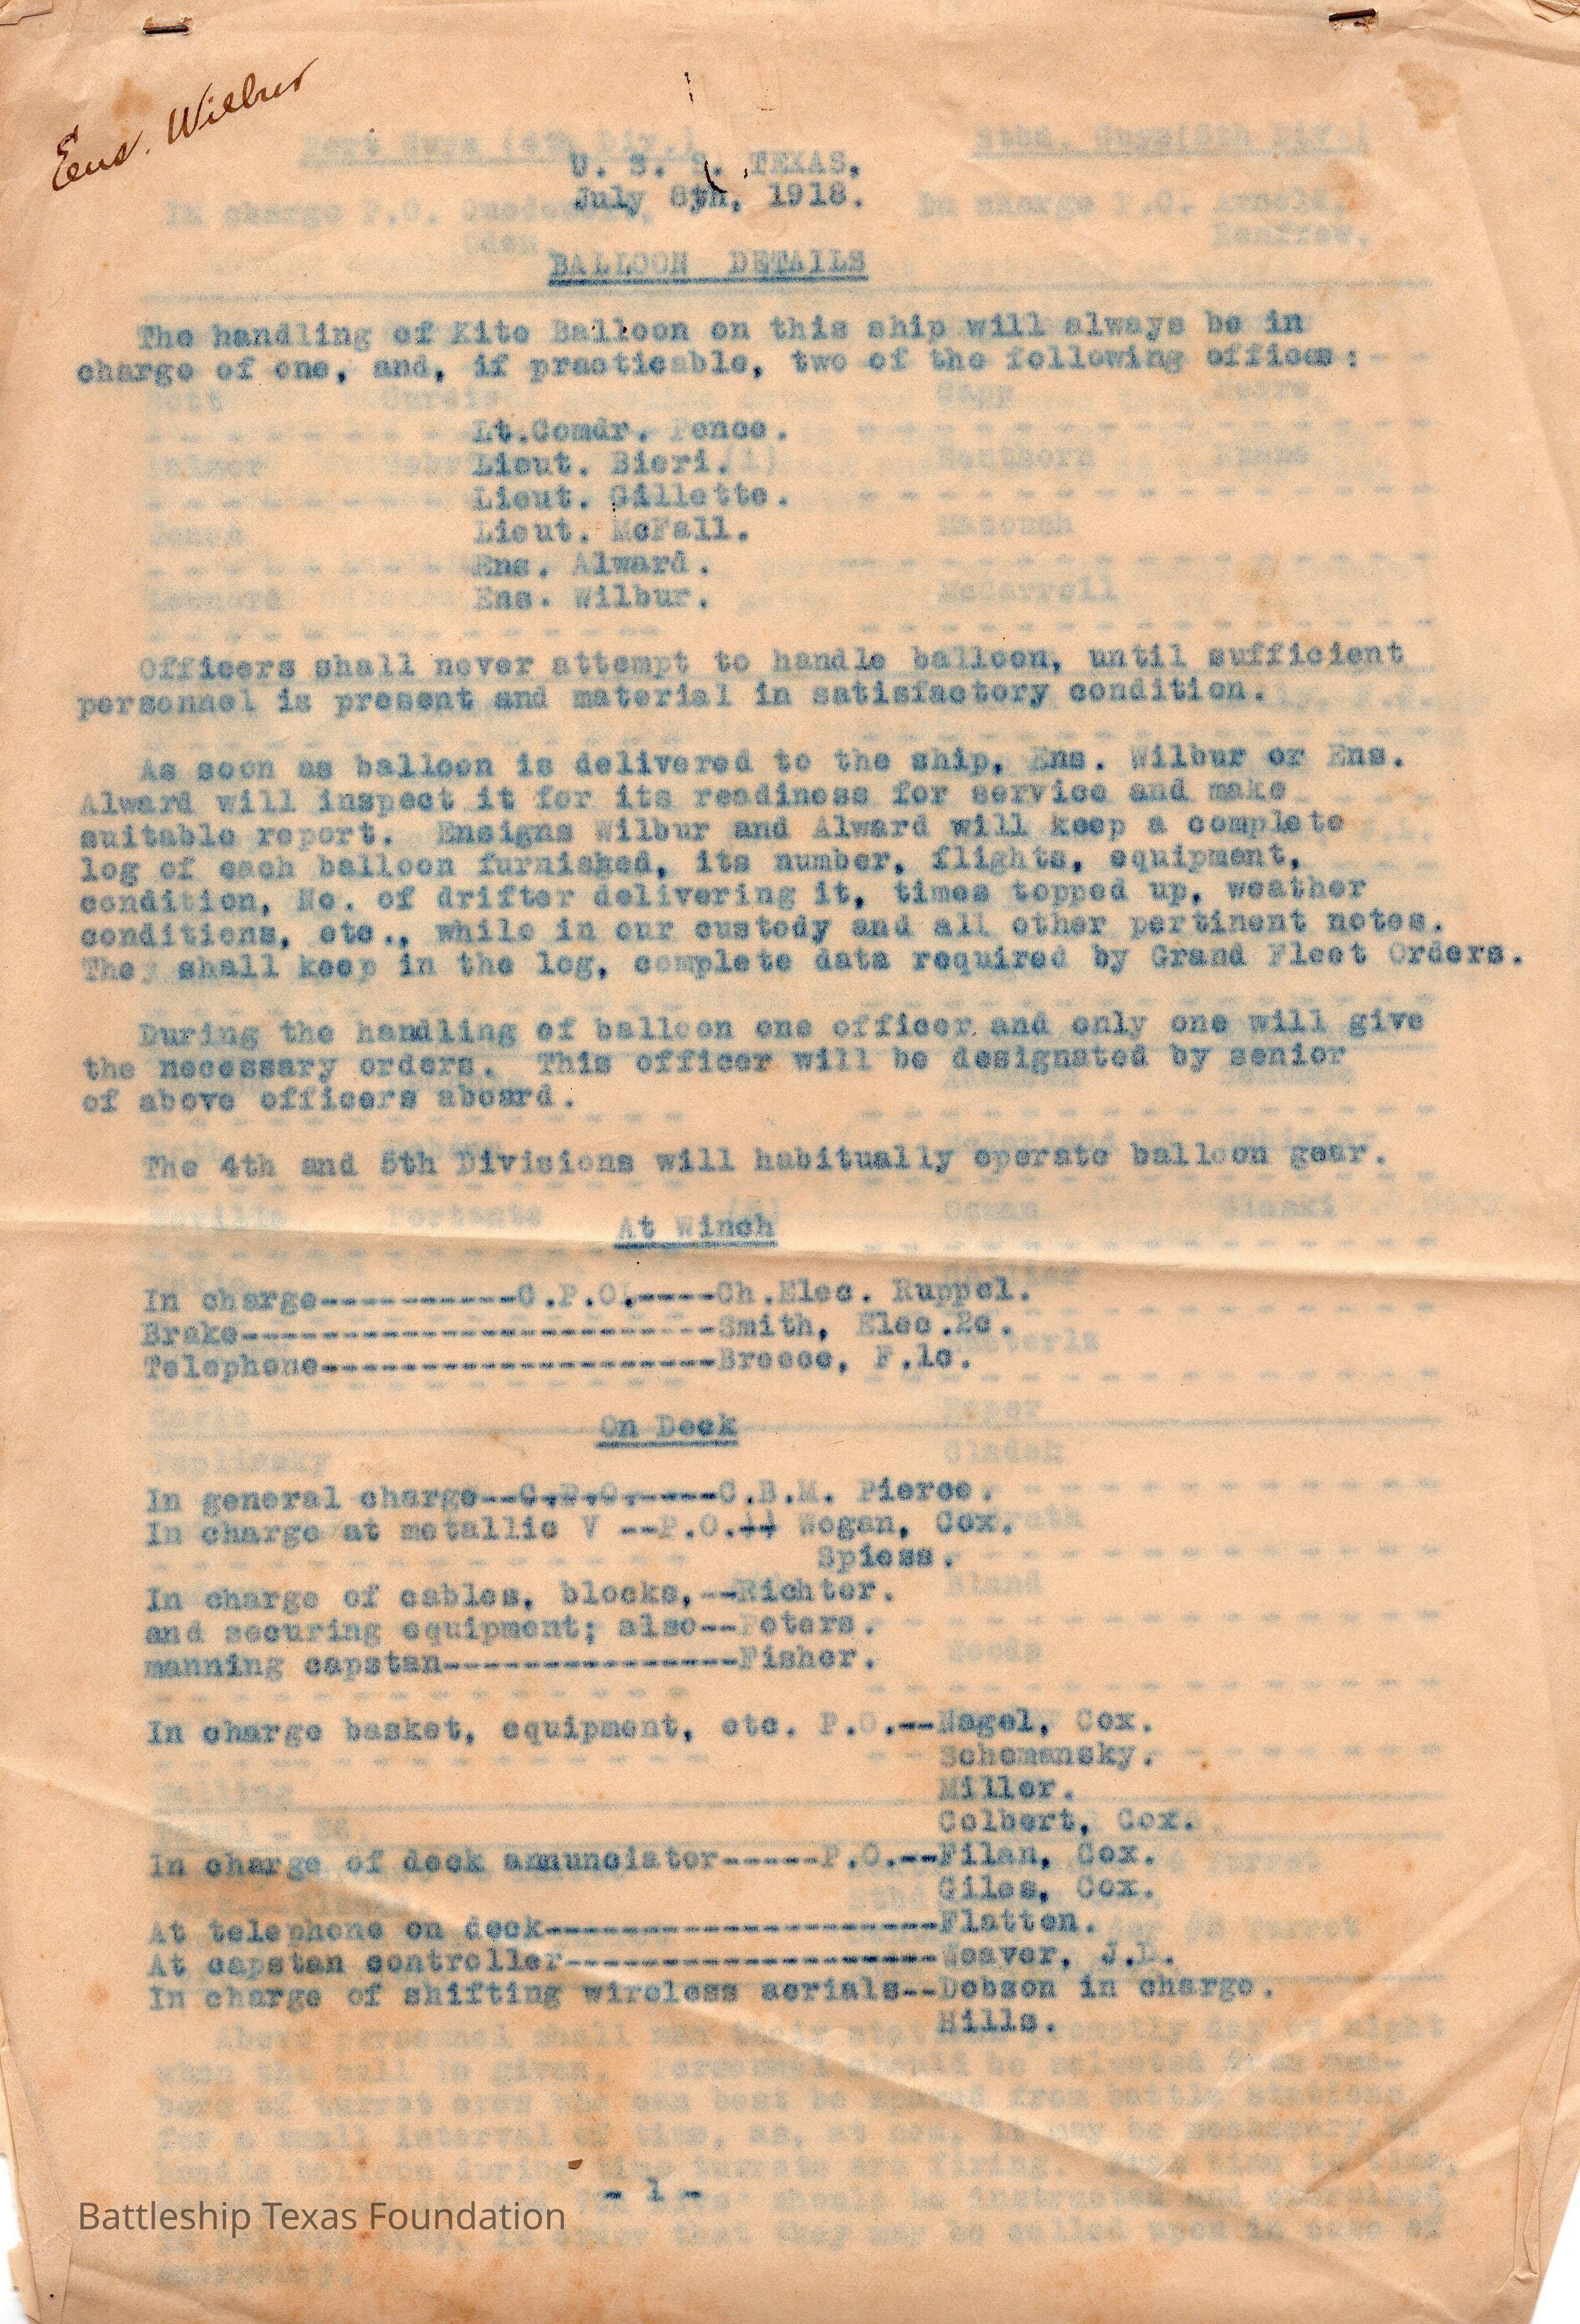 Ens. Wilbur
U. S. S. TEXAS,
July 8th, 1918.
BALLOON DETAILS
The handling of Kite Balloon on this ship will always be in
charge of one, and, if practicable, two of the following offices:
Lt.Comdr. Pence.
Lieut. Bieri.
Lieut. Gillette.
Lieut. McFall.
Ens. Alward.
Ens. Wilbur.
Officers shall never attempt to handle balloon, until sufficient
personnel is present and material in satisfactory condition.
As soon as balloon is delivered to the ship, Ens. Wilbur or Ens.
Alward will inspect it for its readiness for service and make
suitable report. Ensigns Wilbur and Alward will keep a complete
log of each balloon furnished, its number, flights, equipment,
condition, No. of drifter delivering it, times topped up, weather
conditions, etc., while in our custody and all other pertinent notes.
They shall keep in the log, complete data required by Grand Fleet Orders.
During the handling of balloon one officer and only one will give
the necessary orders. This officer will be designated by senior
of above officers aboard.
The 4th and 5th Divisions will habitually operate balloon gear.
At Winch
In charge-----------C.P.O.----Ch.Elec. Ruppel.
Brake--------------------------Smith, Elec.2c.
Telephone----------------------Breece, F.1c.
On Deck
In general charge--C.P.O.-----C.B.M. Pierce.
In charge at metallic V --P.O.-- Wogan, Cox.
Spiess.
In charge of cables, blocks,--Richter.
and securing equipment; also--Peters.
manning capstan----------------Fisher.
In charge basket, equipment, etc. P.O.--Nagel, Cox.
Schemansky.
Miller.
Colbert, Cox.
In charge of deck annunciator-----P.O.--Filan, Cox.
Giles, Cox.
At telephone on deck---------------------Flatten.
At capstan controller--------------------Weaver, J.L.
In charge of shifting wireless aerials--Dobson in charge.
Hills.
- 1 -
Battleship Texas Foundation